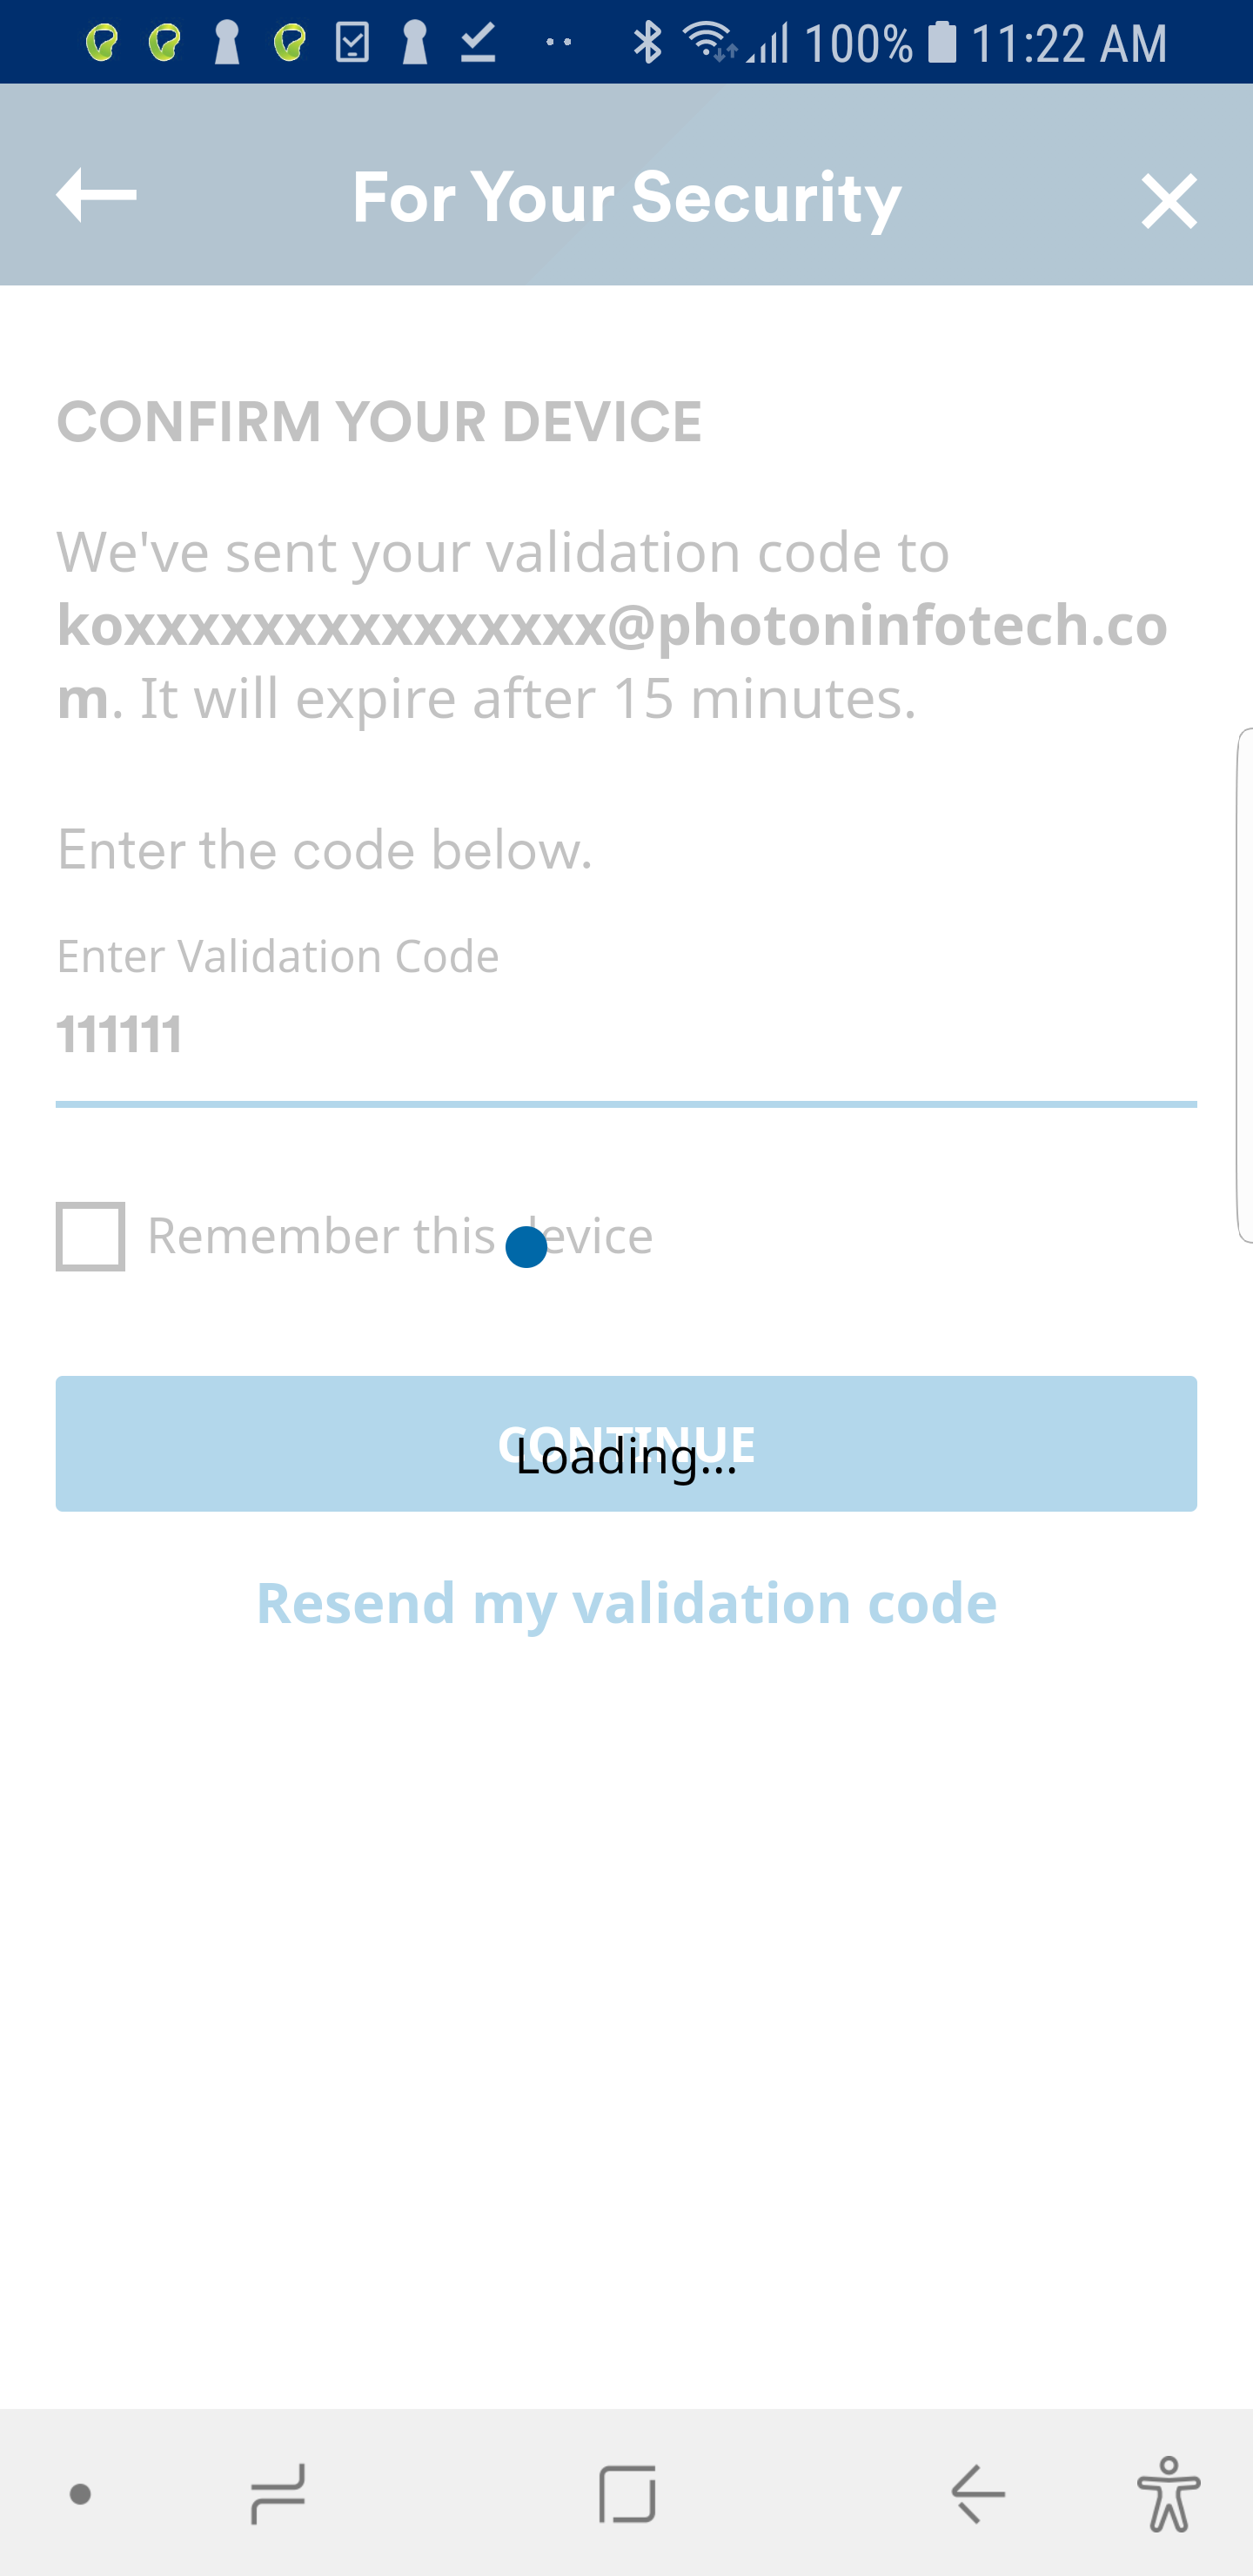 100% 11:22 AM
For Your Security
CONFIRM YOUR DEVICE
We've sent your validation code to
koxxxxxxxxxxxxxxx@photoninfotech.co
m. It will expire after 15 minutes.
Enter the code below.
Enter Validation Code
111111
Remember this device
CONTINUE
Loading...
Resend my validation code